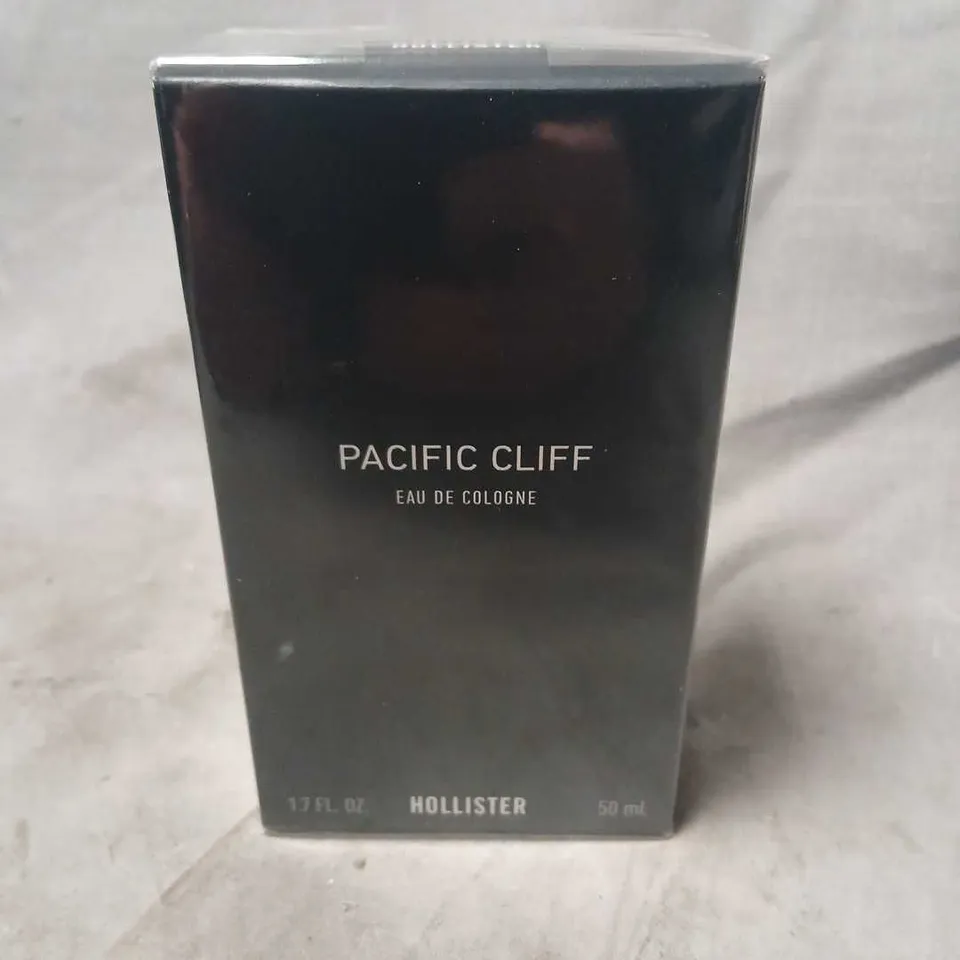 PACIFIC CLIFF
EAU DE COLOGNE
1.7 FL. OZ. HOLLISTER 50 mL